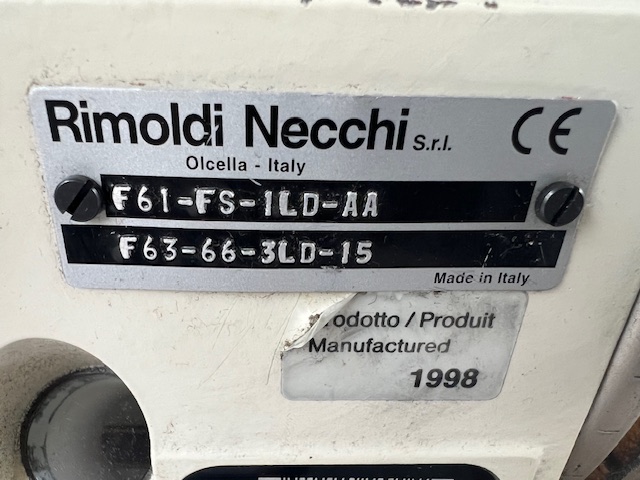 Rimoldi Necchi S.r.l. CE
Olcella - Italy
F61-FS-1LD-AA
F63-66-3LD-15
Made in Italy
rodotto / Produit
Manufactured
1998